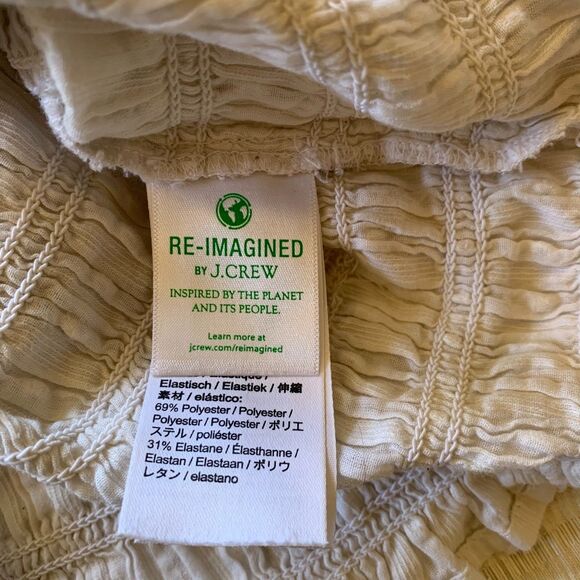 RE-IMAGINED
BY J.CREW
INSPIRED BY THE PLANET
AND ITS PEOPLE.
Learn more at
jcrew.com/reimagined
Elastisch / Elastiek / 伸縮
素材 / elástico:
69% Polyester / Polyester /
Polyester / Polyester / ポリエ
ステル / poliéster
31% Elastane / Élasthanne /
Elastan / Elastaan / ポリウ
レタン / elastano